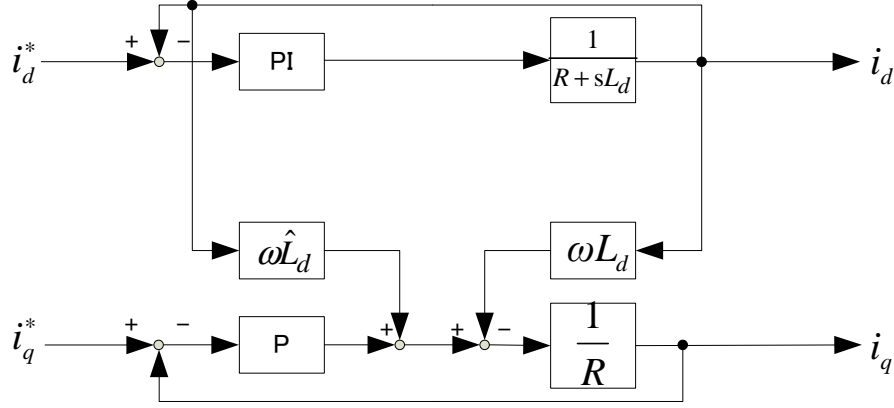 i_d^* + − PI 1/(R + sL_d) i_d
ωL̂_d ωL_d
i_q^* + − P + + − 1/R i_q